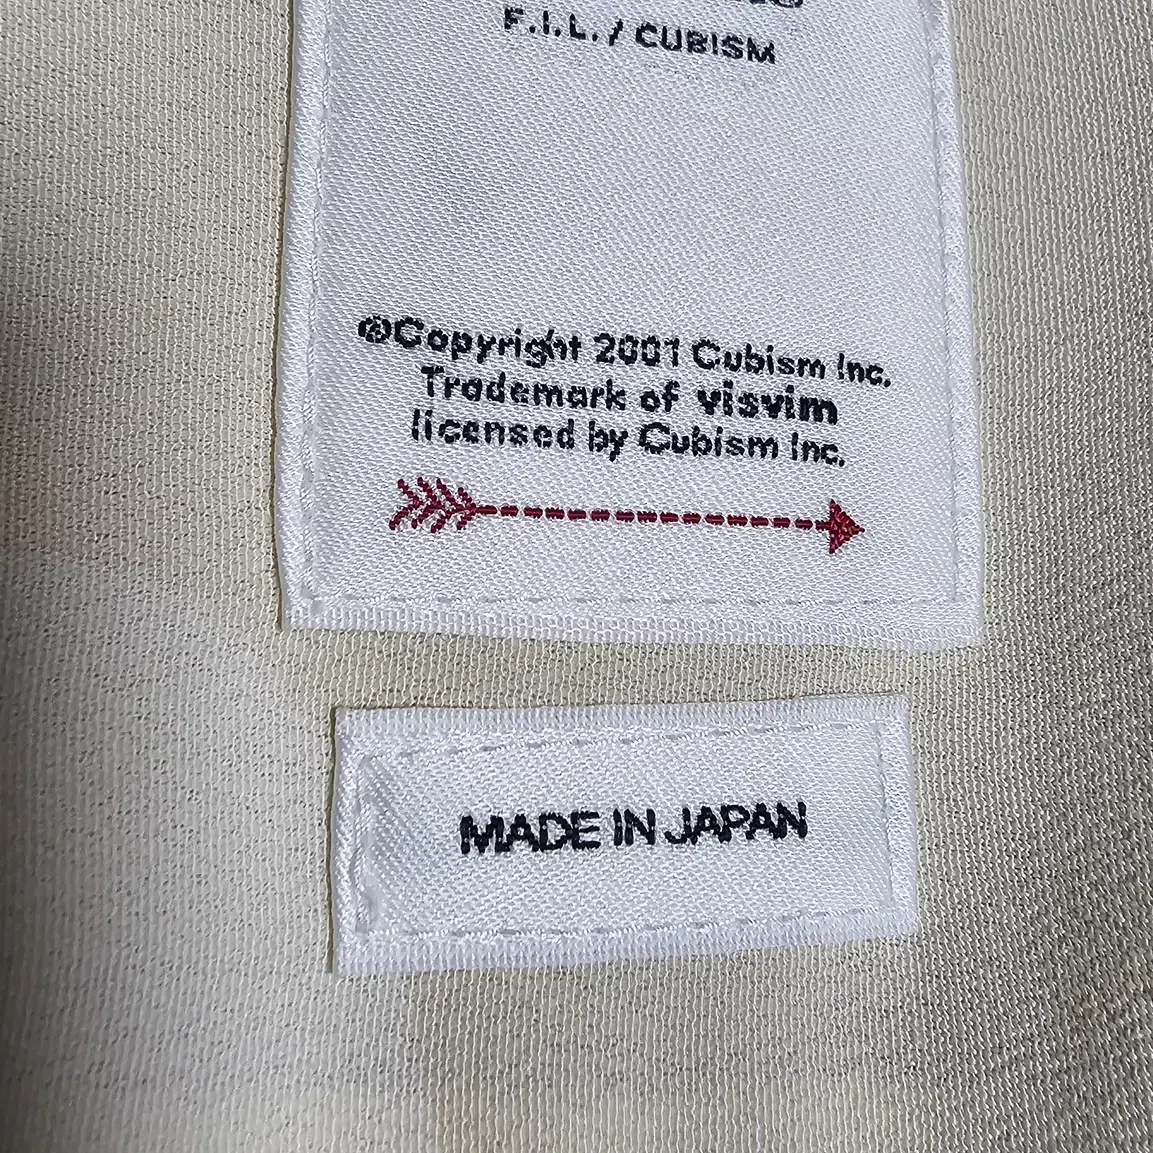 F.I.L. / CUBISM
©Copyright 2001 Cubism Inc.
Trademark of visvim
licensed by Cubism Inc.
MADE IN JAPAN